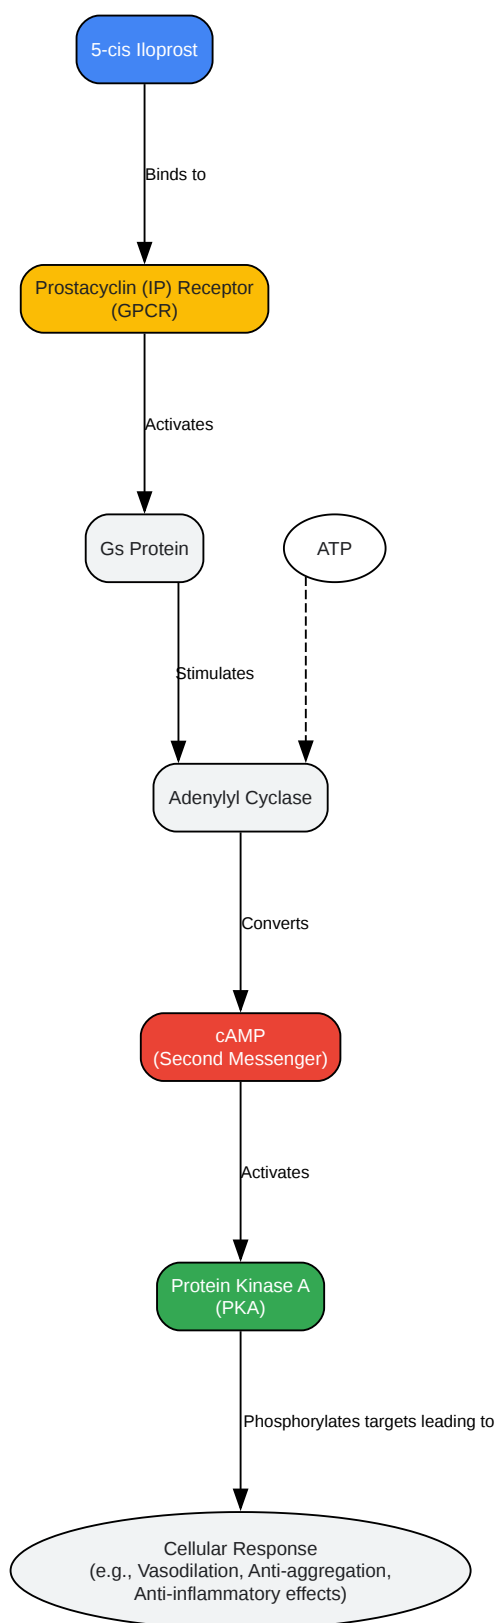 5-cis Iloprost
Binds to
Prostacyclin (IP) Receptor
(GPCR)
Activates
Gs Protein
ATP
Stimulates
Adenylyl Cyclase
Converts
cAMP
(Second Messenger)
Activates
Protein Kinase A
(PKA)
Phosphorylates targets leading to
Cellular Response
(e.g., Vasodilation, Anti-aggregation,
Anti-inflammatory effects)